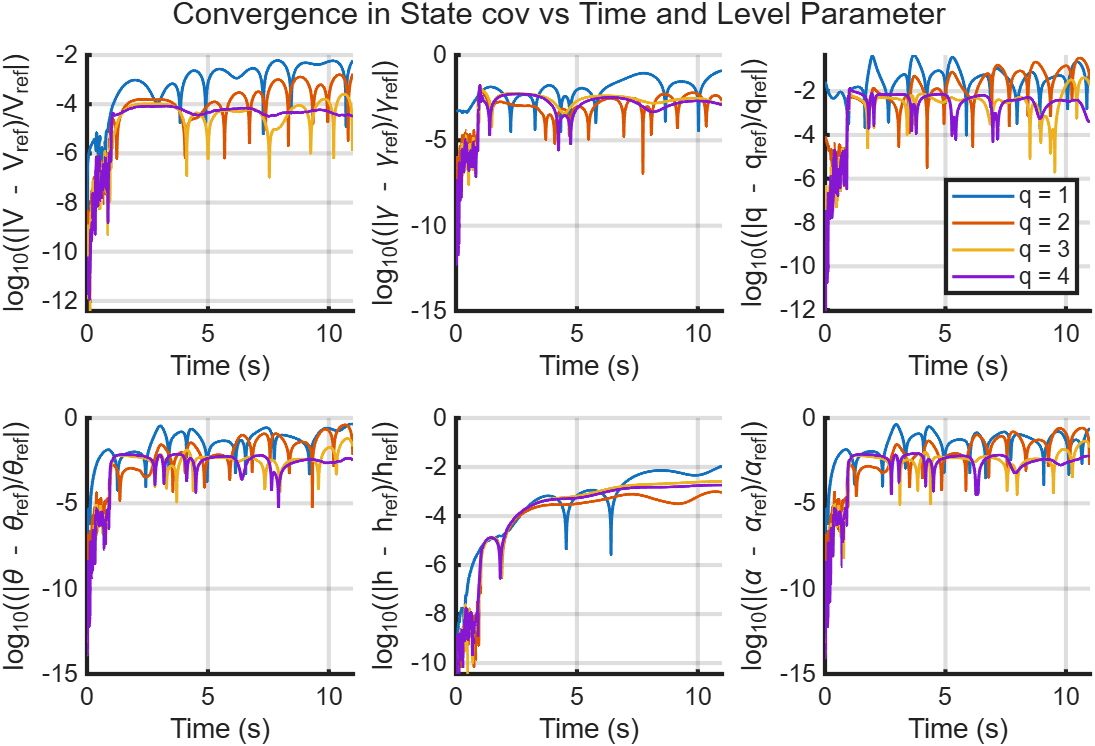 Convergence in State cov vs Time and Level Parameter
log10((|V - Vref)/Vref|)
-2
-4
-6
-8
-10
-12
0
5
10
Time (s)
log10((|γ - γref)/γref|)
0
-5
-10
-15
0
5
10
Time (s)
log10((|q - qref)/qref|)
-2
-4
-6
-8
-10
-12
q = 1
q = 2
q = 3
q = 4
0
5
10
Time (s)
log10((|θ - θref)/θref|)
0
-5
-10
-15
0
5
10
Time (s)
log10((|h - href)/href|)
0
-2
-4
-6
-8
-10
0
5
10
Time (s)
log10((|(α - αref)/αref|)
0
-5
-10
-15
0
5
10
Time (s)